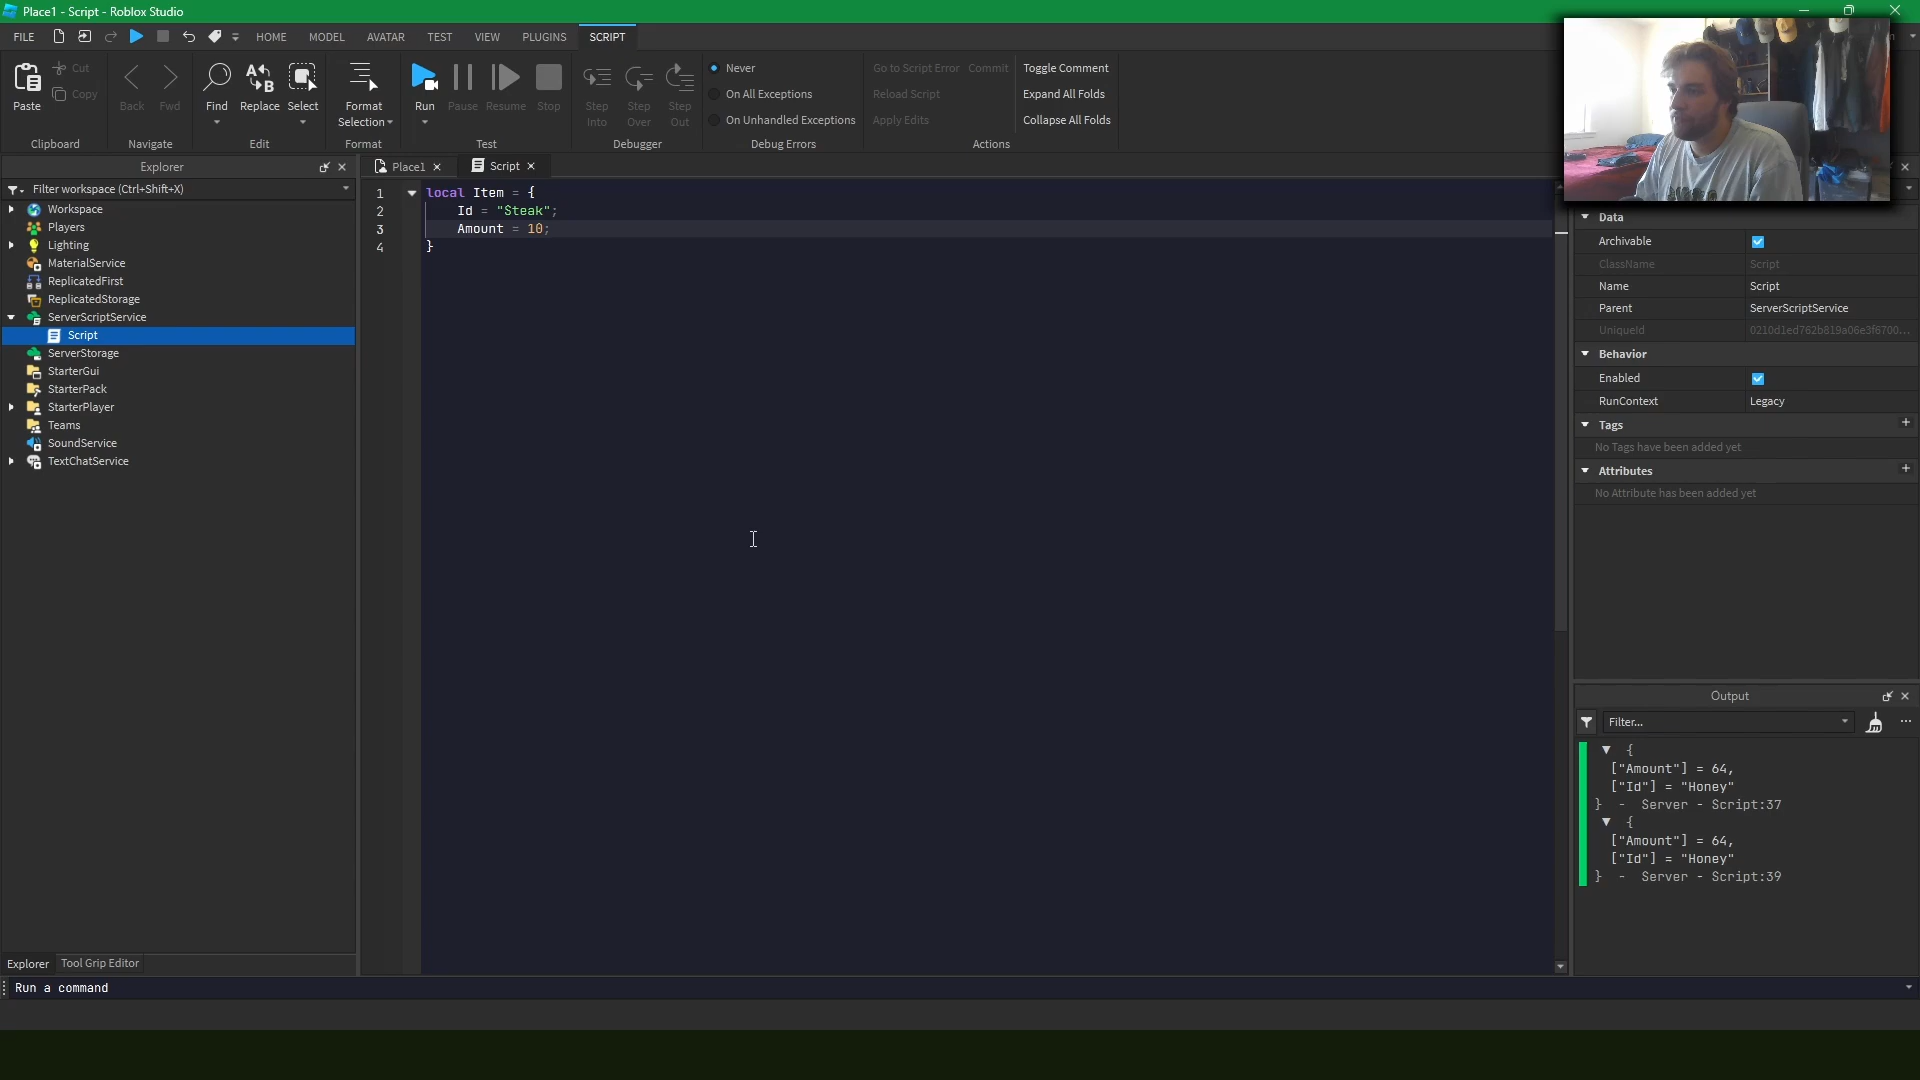 Place1 - Script - Roblox Studio
FILE HOME MODEL AVATAR TEST VIEW PLUGINS SCRIPT
Paste Cut Copy
Clipboard
Back Fwd
Navigate
Find Replace Select
Edit
Format Selection
Format
Run Pause Resume Stop
Test
Step Into Step Over Step Out
Debugger
Never
On All Exceptions
On Unhandled Exceptions
Debug Errors
Go to Script Error Commit
Reload Script
Apply Edits
Toggle Comment
Expand All Folds
Collapse All Folds
Actions
Explorer
Filter workspace (Ctrl+Shift+X)
Workspace
Players
Lighting
MaterialService
ReplicatedFirst
ReplicatedStorage
ServerScriptService
Script
ServerStorage
StarterGui
StarterPack
StarterPlayer
Teams
SoundService
TextChatService
Explorer Tool Grip Editor
Place1 Script
1 local Item = {
2 Id = "Steak";
3 Amount = 10;
4 }
Data
Archivable
ClassName Script
Name Script
Parent ServerScriptService
UniqueId 0210d1ed762b819a06e3f6700...
Behavior
Enabled
RunContext Legacy
Tags
No Tags have been added yet
Attributes
No Attribute has been added yet
Output
Filter...
{
["Amount"] = 64,
["Id"] = "Honey"
} - Server - Script:37
{
["Amount"] = 64,
["Id"] = "Honey"
} - Server - Script:39
Run a command